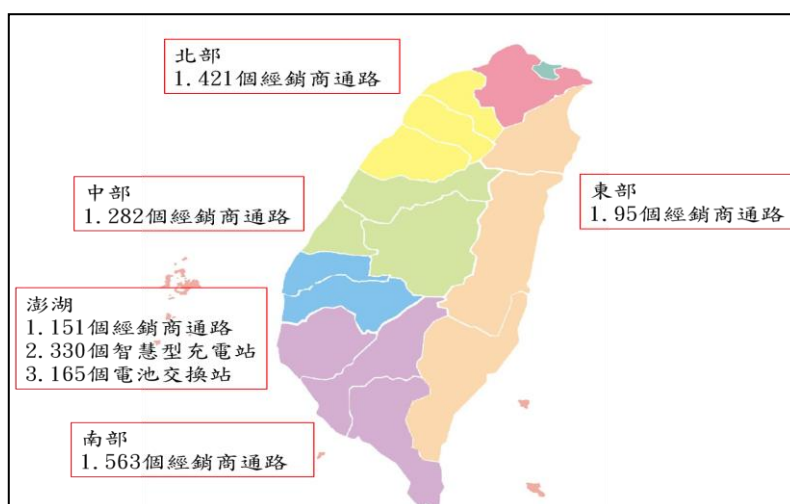 北部
1.421個經銷商通路
中部
1.282個經銷商通路
東部
1.95個經銷商通路
澎湖
1.151個經銷商通路
2.330個智慧型充電站
3.165個電池交換站
南部
1.563個經銷商通路